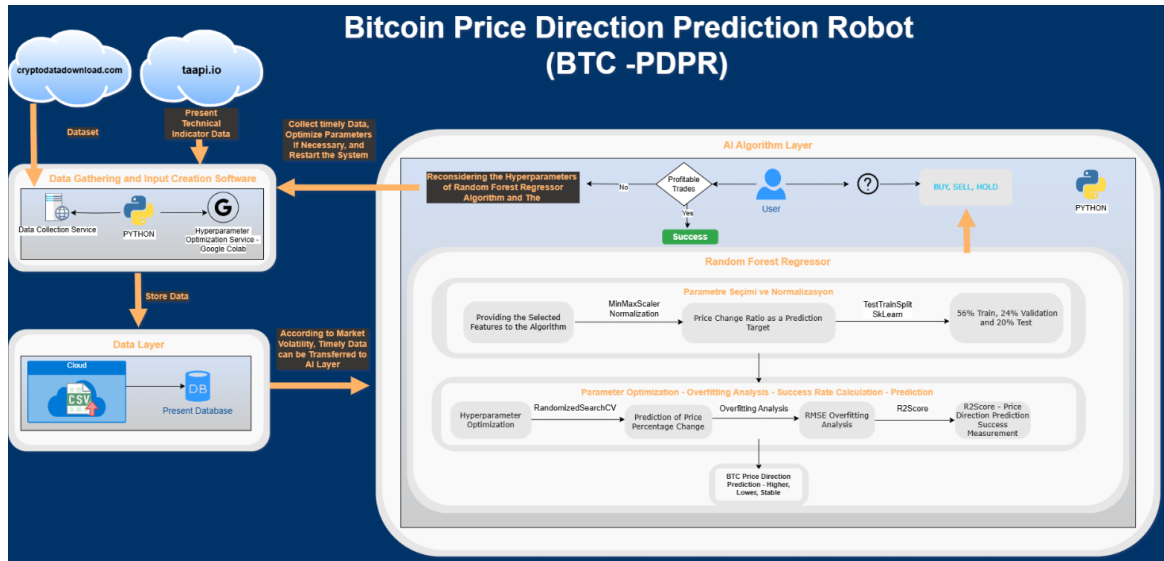 Bitcoin Price Direction Prediction Robot
(BTC -PDPR)
cryptodatadownload.com
taapi.io
Dataset
Present
Technical
Indicator Data
Collect timely Data,
Optimize Parameters
If Necessary, and
Restart the System
Data Gathering and Input Creation Software
Data Collection Service
PYTHON
G
Hyperparameter
Optimization Service -
Google Colab
Store Data
Data Layer
Cloud
CSV
DB
Present Database
According to Market
Volatility, Timely Data
can be Transferred to
AI Layer
AI Algorithm Layer
Reconsidering the Hyperparameters
of Random Forest Regressor
Algorithm and The
No
Profitable
Trades
Yes
Success
User
?
BUY, SELL, HOLD
PYTHON
Random Forest Regressor
Parametre Seçimi ve Normalizasyon
Providing the Selected
Features to the Algorithm
MinMaxScaler
Normalization
Price Change Ratio as a Prediction
Target
TestTrainSplit
SkLearn
56% Train, 24% Validation
and 20% Test
Parameter Optimization - Overfitting Analysis - Success Rate Calculation - Prediction
Hyperparameter
Optimization
RandomizedSearchCV
Prediction of Price
Percentage Change
Overfitting Analysis
RMSE Overfitting
Analysis
R2Score
R2Score - Price
Direction Prediction
Success
Measurement
BTC Price Direction
Prediction - Higher,
Lower, Stable